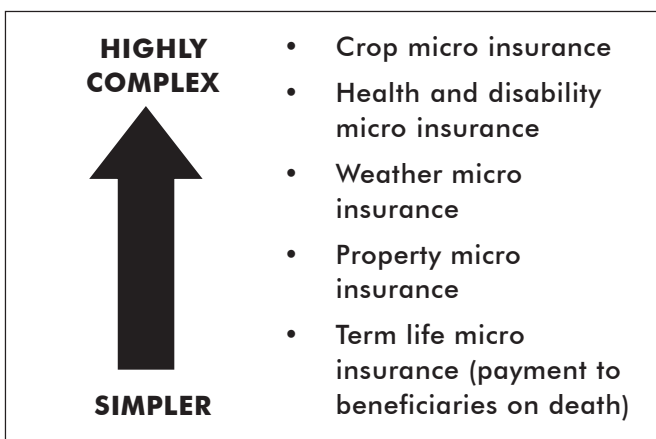 HIGHLY
COMPLEX
• Crop micro insurance
• Health and disability
micro insurance
• Weather micro
insurance
• Property micro
insurance
• Term life micro
insurance (payment to
beneficiaries on death)
SIMPLER